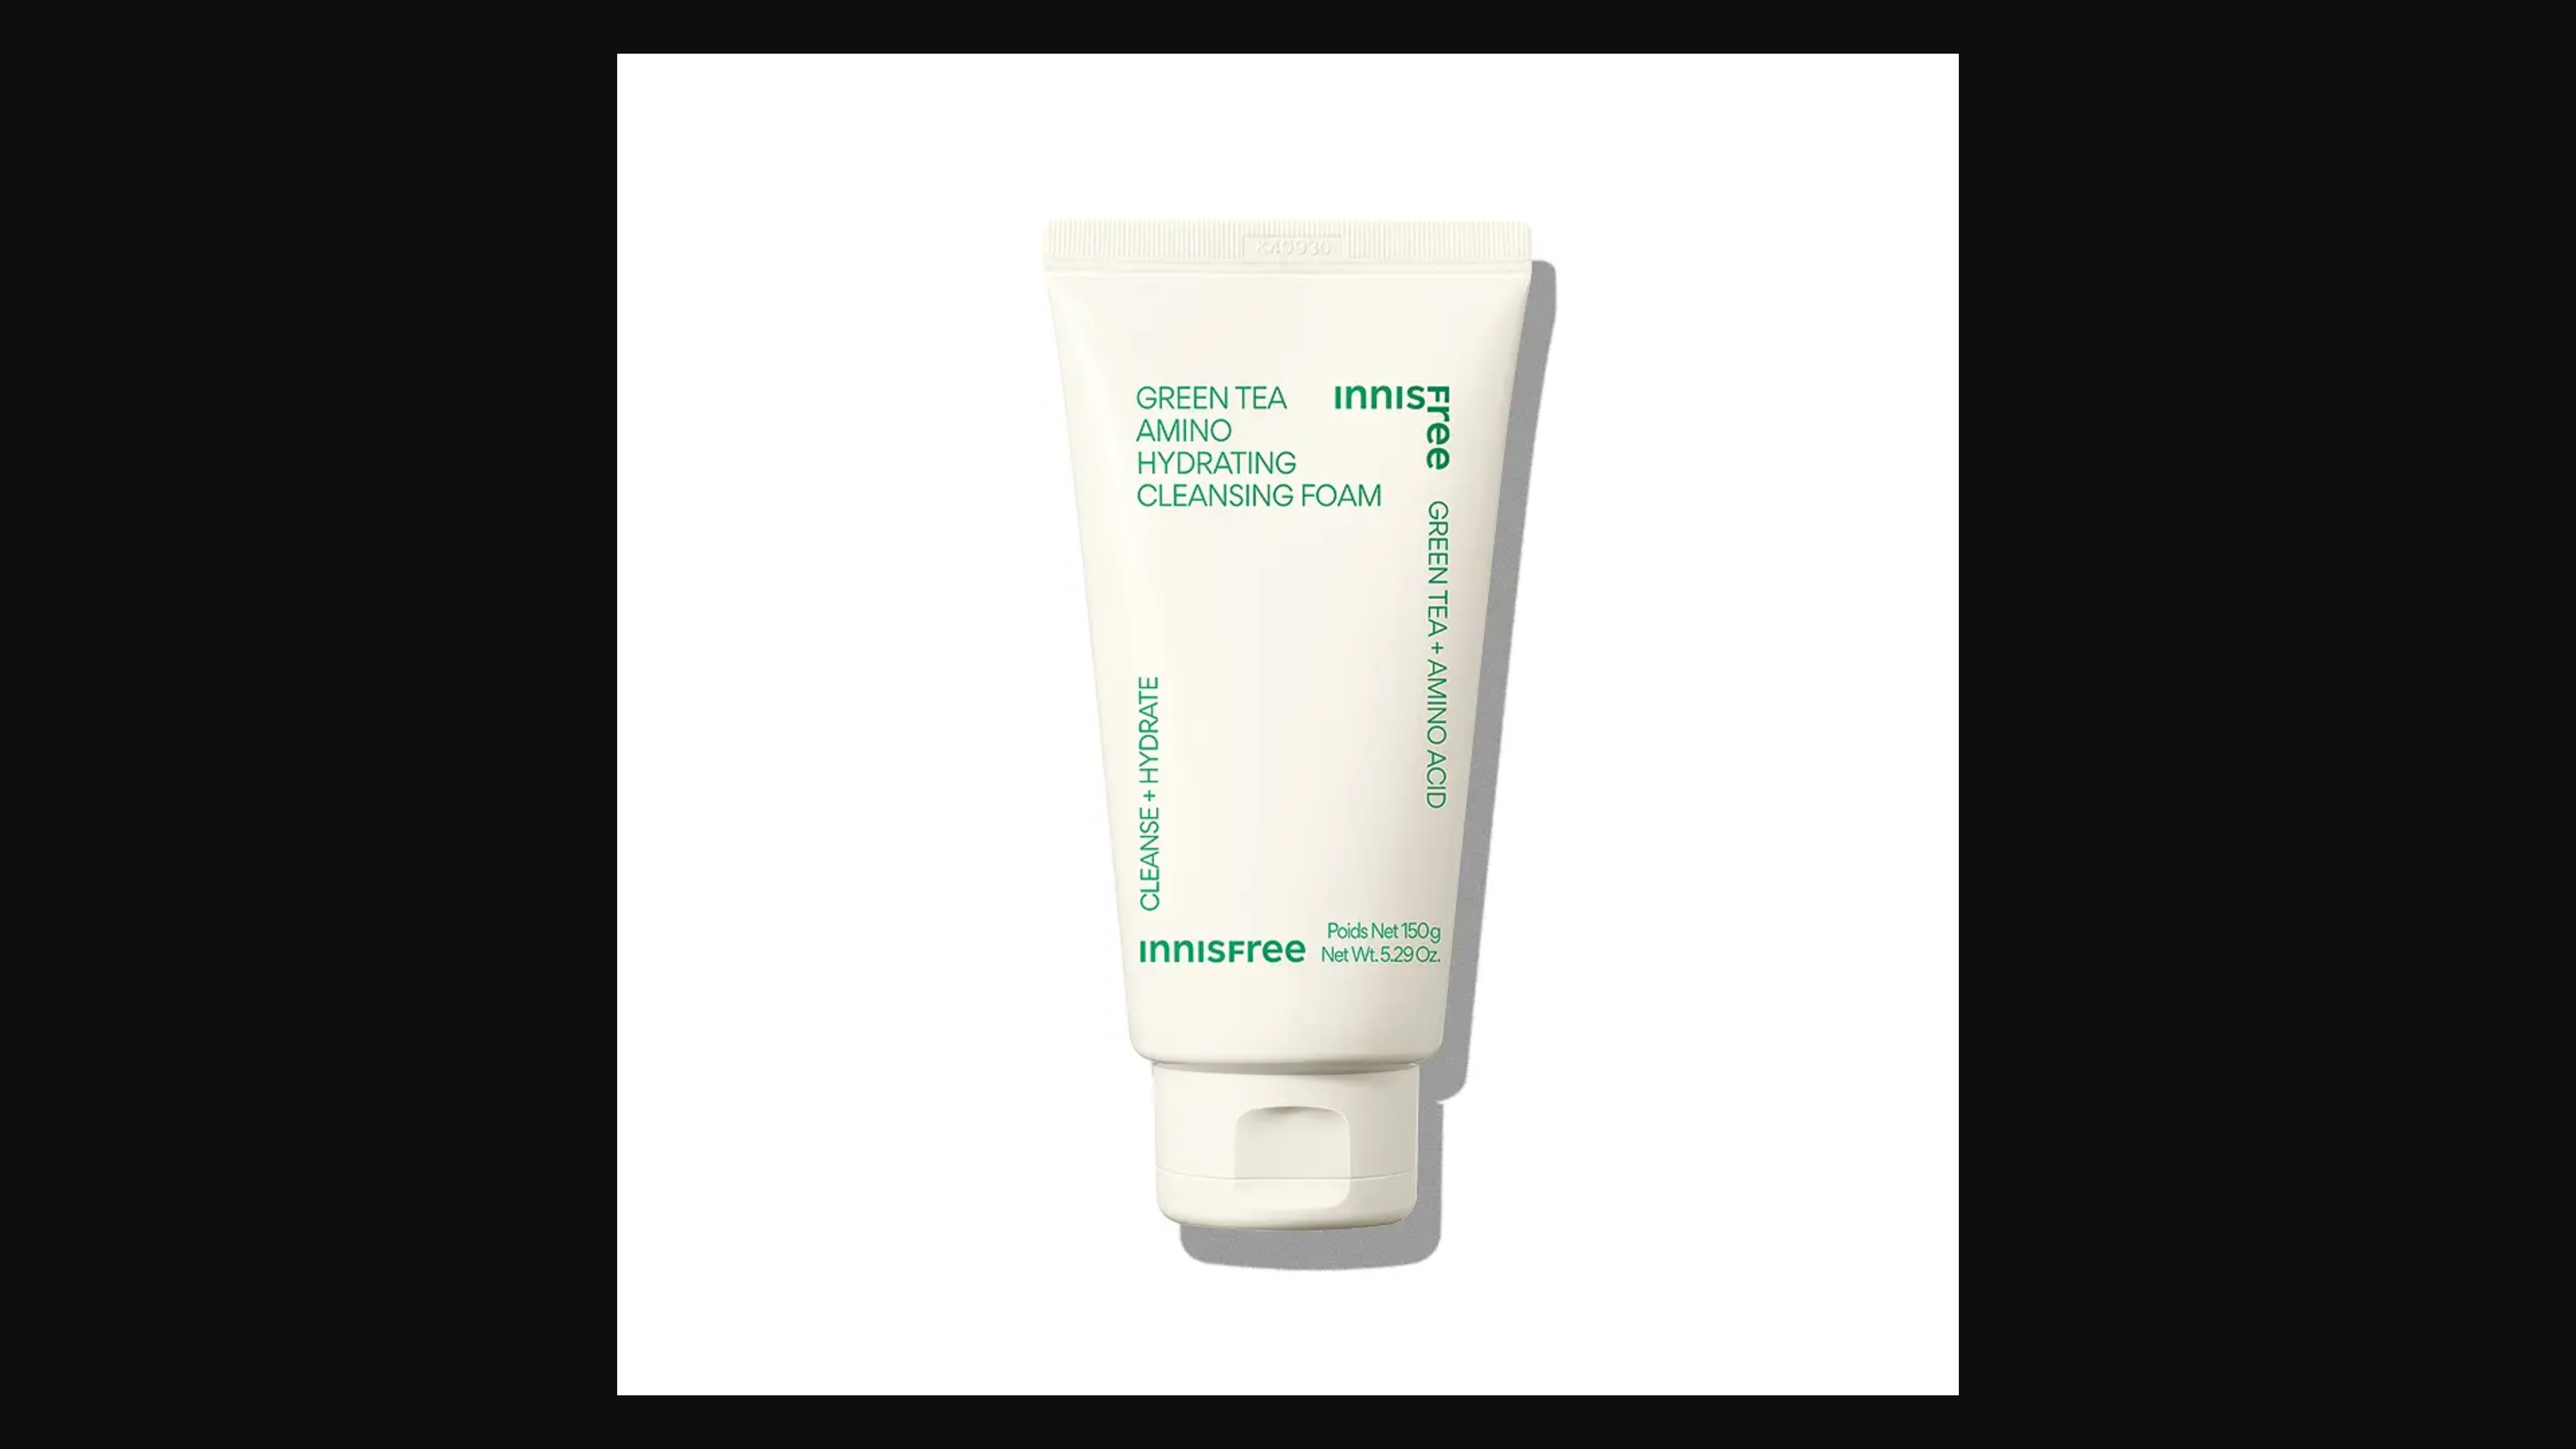 K40930
GREEN TEA
AMINO
HYDRATING
CLEANSING FOAM
innisFree
GREEN TEA + AMINO ACID
CLEANSE + HYDRATE
innisFree
Poids Net 150g
Net Wt. 5.29 Oz.